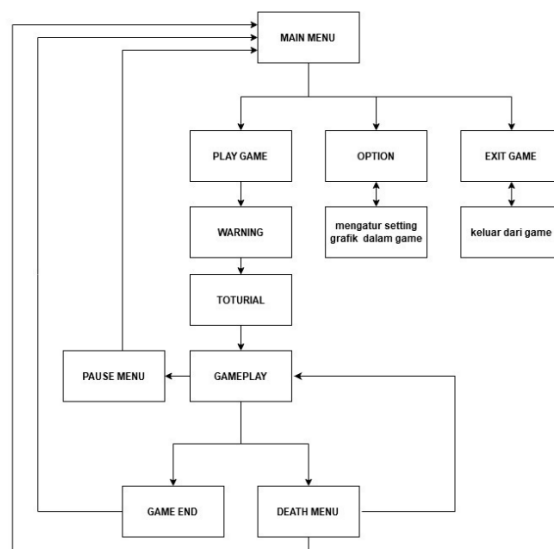 MAIN MENU
PLAY GAME
OPTION
EXIT GAME
WARNING
mengatur setting
grafik dalam game
keluar dari game
TOTURIAL
PAUSE MENU
GAMEPLAY
GAME END
DEATH MENU